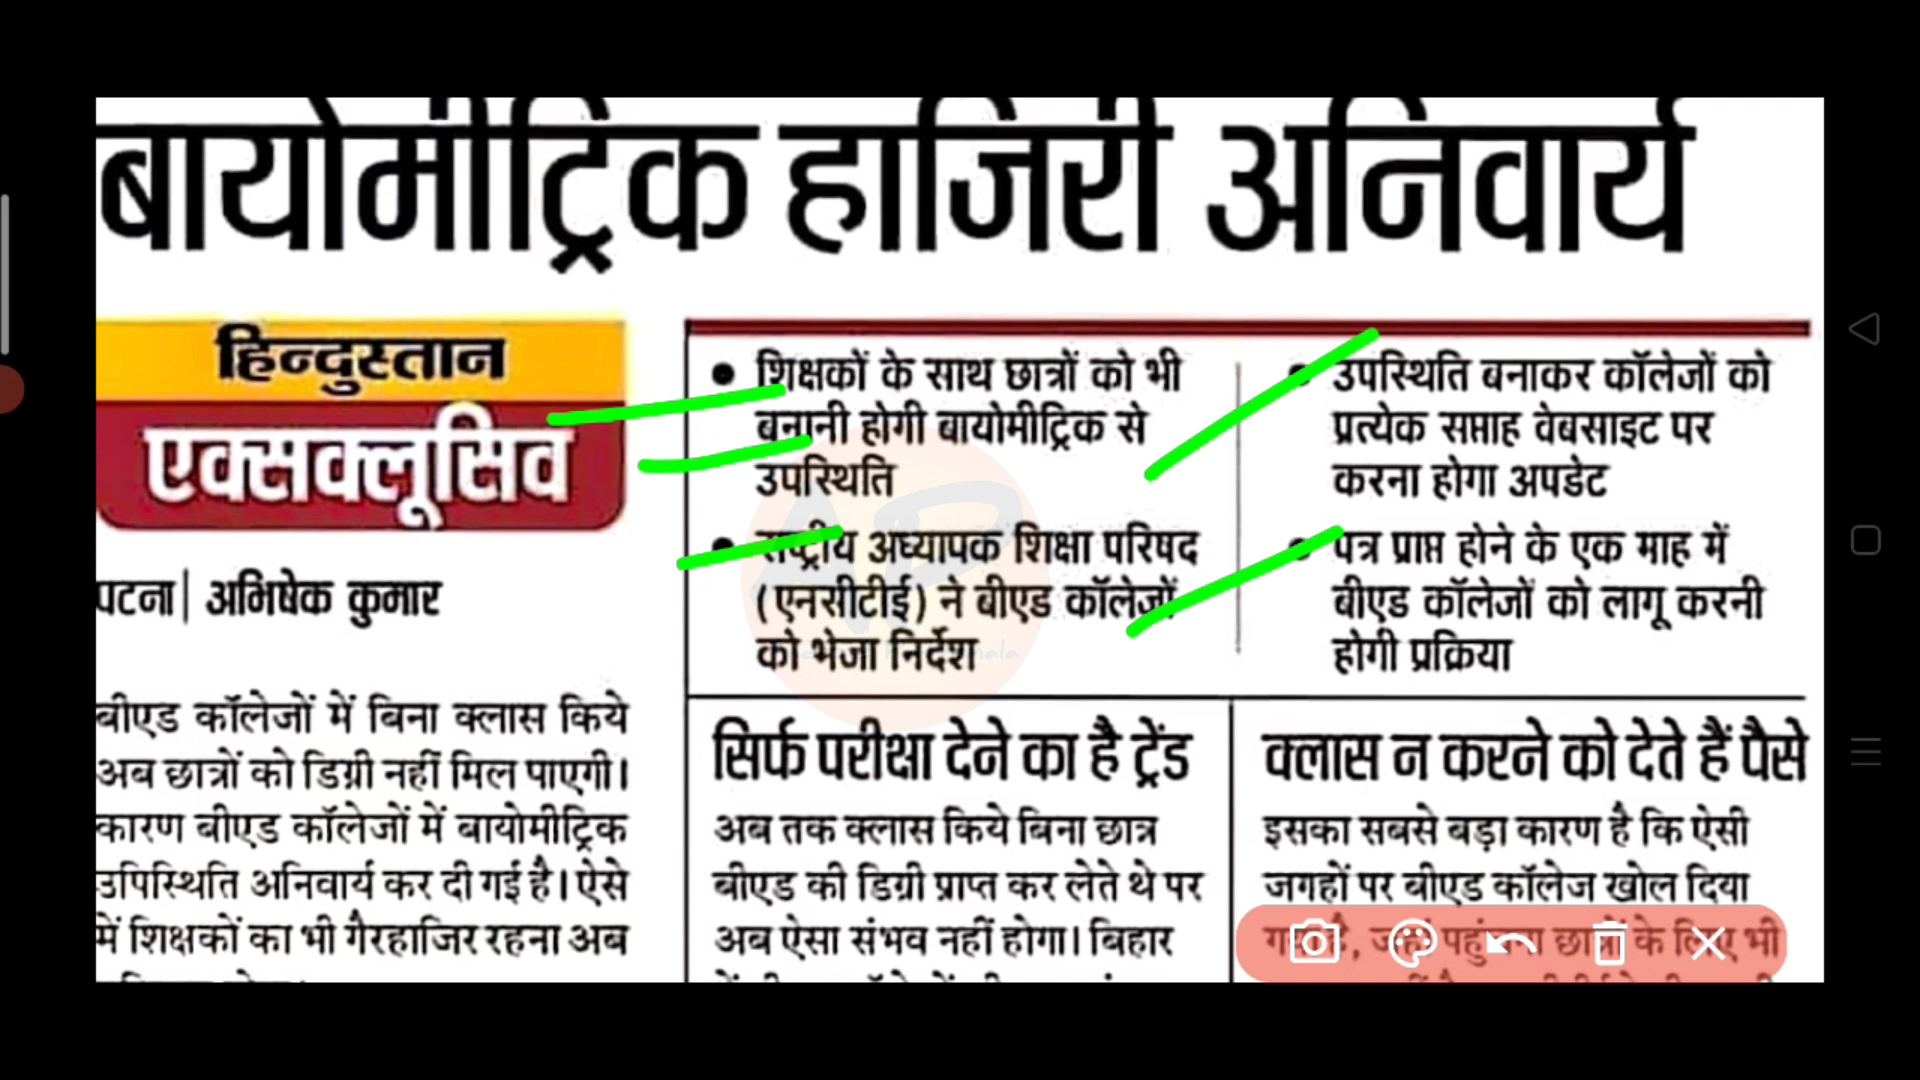 बायोमीट्रिक हाजिरी अनिवार्य
हिन्दुस्तान
एक्सक्लूसिव
पटना| अभिषेक कुमार
बीएड कॉलेजों में बिना क्लास किये
अब छात्रों को डिग्री नहीं मिल पाएगी।
कारण बीएड कॉलेजों में बायोमीट्रिक
उपिस्थिति अनिवार्य कर दी गई है। ऐसे
में शिक्षकों का भी गैरहाजिर रहना अब
• शिक्षकों के साथ छात्रों को भी
बनानी होगी बायोमीट्रिक से
उपस्थिति
• राष्ट्रीय अध्यापक शिक्षा परिषद
(एनसीटीई) ने बीएड कॉलेजों
को भेजा निर्देश
• उपस्थिति बनाकर कॉलेजों को
प्रत्येक सप्ताह वेबसाइट पर
करना होगा अपडेट
• पत्र प्राप्त होने के एक माह में
बीएड कॉलेजों को लागू करनी
होगी प्रक्रिया
सिर्फ परीक्षा देने का है ट्रेंड
अब तक क्लास किये बिना छात्र
बीएड की डिग्री प्राप्त कर लेते थे पर
अब ऐसा संभव नहीं होगा। बिहार
क्लास न करने को देते हैं पैसे
इसका सबसे बड़ा कारण है कि ऐसी
जगहों पर बीएड कॉलेज खोल दिया
छात्रों के लिए भी
AP